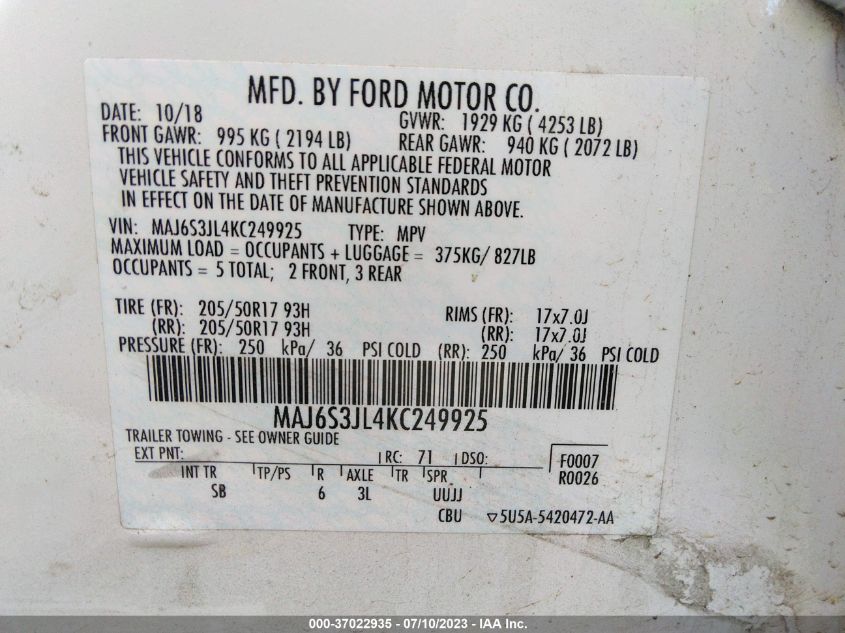 MFD. BY FORD MOTOR CO.
DATE: 10/18 GVWR: 1929 KG ( 4253 LB)
FRONT GAWR: 995 KG ( 2194 LB) REAR GAWR: 940 KG ( 2072 LB)
THIS VEHICLE CONFORMS TO ALL APPLICABLE FEDERAL MOTOR
VEHICLE SAFETY AND THEFT PREVENTION STANDARDS
IN EFFECT ON THE DATE OF MANUFACTURE SHOWN ABOVE.
VIN: MAJ6S3JL4KC249925 TYPE: MPV
MAXIMUM LOAD = OCCUPANTS + LUGGAGE = 375KG/ 827LB
OCCUPANTS = 5 TOTAL; 2 FRONT, 3 REAR
TIRE (FR): 205/50R17 93H RIMS (FR): 17x7.0J
(RR): 205/50R17 93H (RR): 17x7.0J
PRESSURE (FR): 250 kPa/ 36 PSI COLD (RR): 250 kPa/ 36 PSI COLD
MAJ6S3JL4KC249925
TRAILER TOWING - SEE OWNER GUIDE
EXT PNT: RC: 71 DSO: F0007
INT TR TP/PS R AXLE TR SPR R0026
SB 6 3L UUJJ
CBU ▽5U5A-5420472-AA
000-37022935 - 07/10/2023 - IAA Inc.